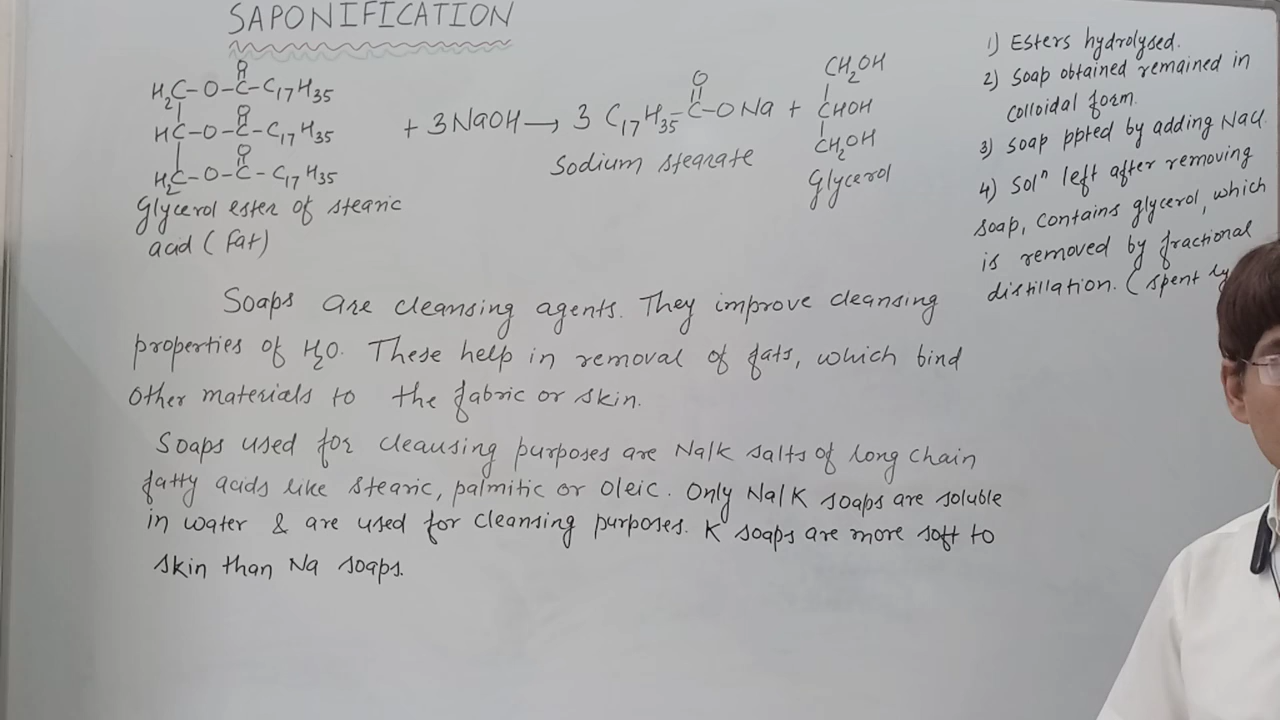 SAPONIFICATION
O
H2C-O-C-C17H35
O
HC-O-C-C17H35
O
H2C-O-C-C17H35
+ 3NaOH → 3 C17H35-C-ONa +
O
CH2OH
CHOH
CH2OH
Sodium stearate
Glycerol
Glycerol ester of stearic
acid (Fat)
1) Esters hydrolysed.
2) Soap obtained remained in
colloidal form.
3) Soap ppted by adding NaCl.
4) Solⁿ left after removing
soap, contains glycerol, which
is removed by fractional
distillation. (spent
Soaps are cleansing agents. They improve cleansing
properties of H2O. These help in removal of fats, which bind
other materials to the fabric or skin.
Soaps used for cleansing purposes are Na/K salts of long chain
fatty acids like stearic, palmitic or oleic. Only Na/K soaps are soluble
in water & are used for cleansing purposes. K soaps are more soft to
skin than Na soaps.